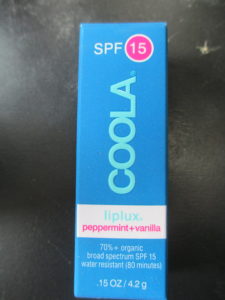 SPF 15
COOLA®
liplux®
peppermint+vanilla
70%+ organic
broad spectrum SPF 15
water resistant (80 minutes)
.15 OZ/4.2 g